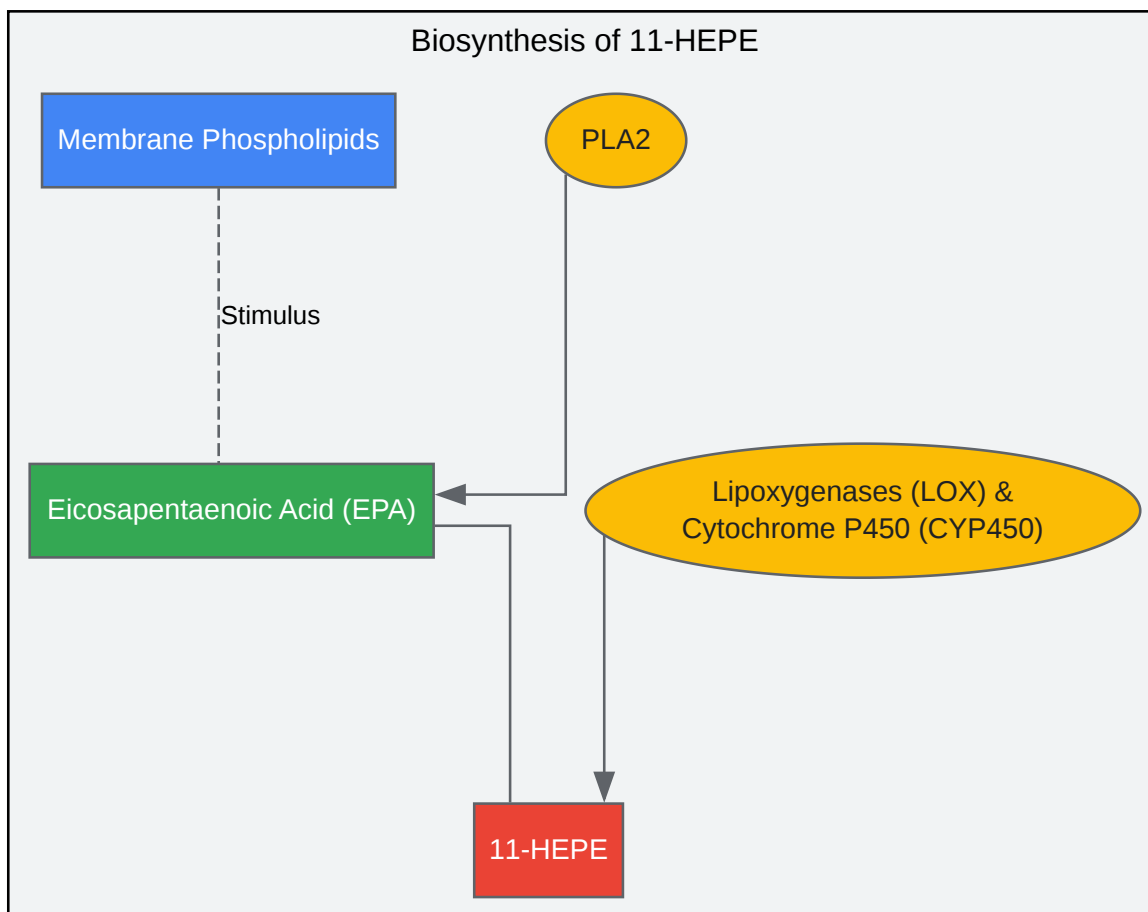 Biosynthesis of 11-HEPE
Membrane Phospholipids
PLA2
Stimulus
Eicosapentaenoic Acid (EPA)
Lipoxygenases (LOX) &
Cytochrome P450 (CYP450)
11-HEPE